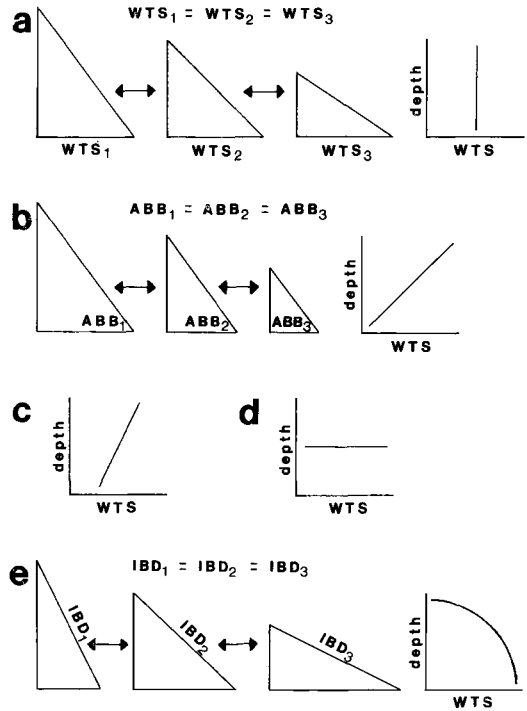 a
WTS₁ = WTS₂ = WTS₃
WTS₁
WTS₂
WTS₃
depth
WTS
b
ABB₁ = ABB₂ = ABB₃
ABB₁
ABB₂
ABB₃
depth
WTS
c
depth
WTS
d
depth
WTS
e
IBD₁ = IBD₂ = IBD₃
IBD₁
IBD₂
IBD₃
depth
WTS